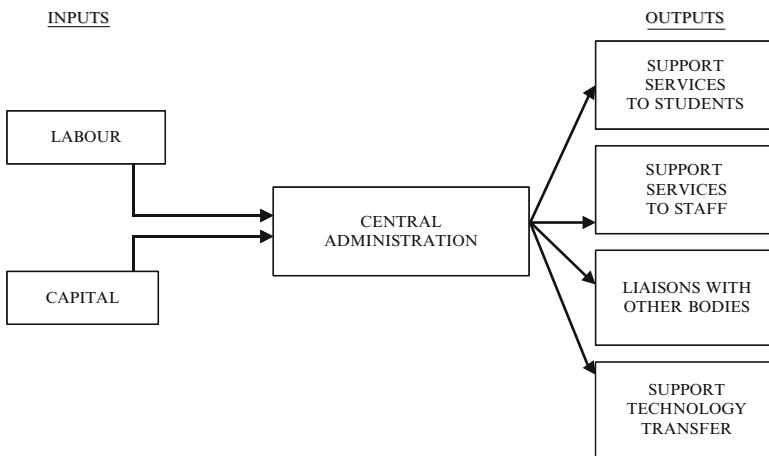 INPUTS
OUTPUTS
LABOUR
CAPITAL
CENTRAL
ADMINISTRATION
SUPPORT
SERVICES
TO STUDENTS
SUPPORT
SERVICES
TO STAFF
LIAISONS WITH
OTHER BODIES
SUPPORT
TECHNOLOGY
TRANSFER